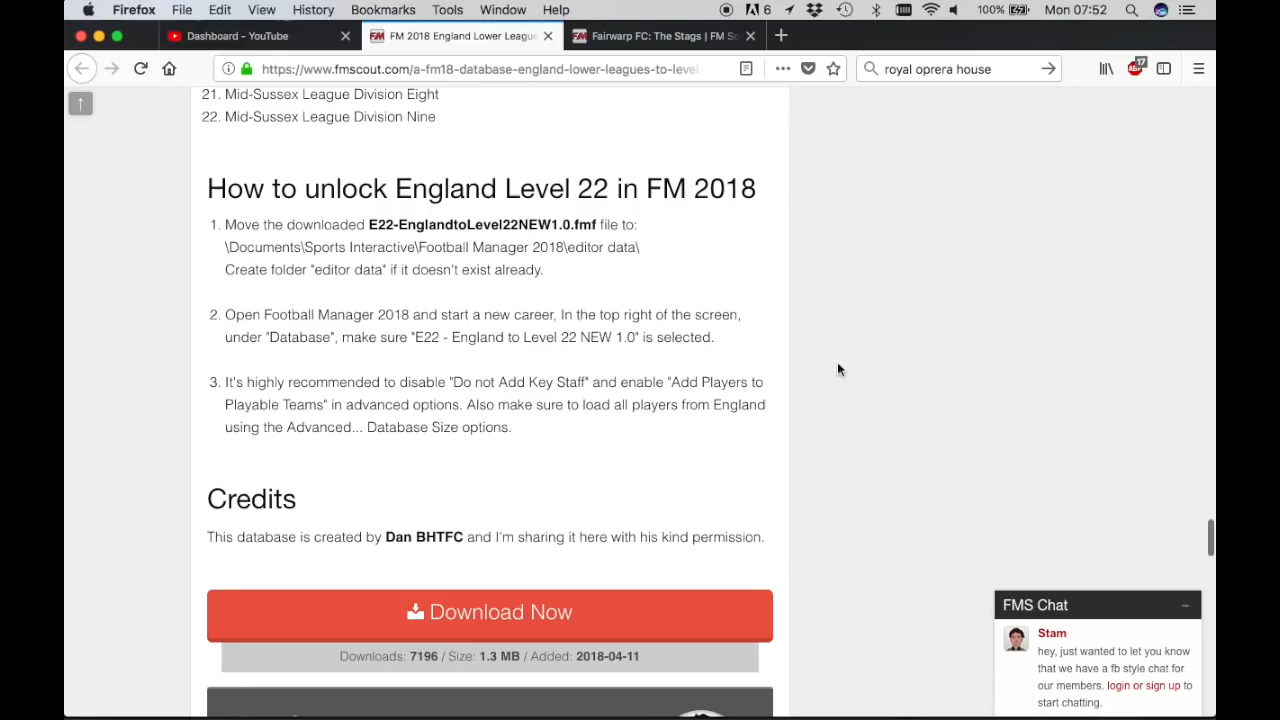 Firefox File Edit View History Bookmarks Tools Window Help 6 100% Mon 07:52
Dashboard - YouTube FM 2018 England Lower League FM Fairwarp FC: The Stags | FM Sc
https://www.fmscout.com/a-fm18-database-england-lower-leagues-to-level- royal oprera house 17
21. Mid-Sussex League Division Eight
22. Mid-Sussex League Division Nine
How to unlock England Level 22 in FM 2018
1. Move the downloaded E22-EnglandtoLevel22NEW1.0.fmf file to:
\Documents\Sports Interactive\Football Manager 2018\editor data\
Create folder "editor data" if it doesn't exist already.
2. Open Football Manager 2018 and start a new career, In the top right of the screen,
under "Database", make sure "E22 - England to Level 22 NEW 1.0" is selected.
3. It's highly recommended to disable "Do not Add Key Staff" and enable "Add Players to
Playable Teams" in advanced options. Also make sure to load all players from England
using the Advanced... Database Size options.
Credits
This database is created by Dan BHTFC and I'm sharing it here with his kind permission.
Download Now
Downloads: 7196 / Size: 1.3 MB / Added: 2018-04-11
FMS Chat
Stam
hey, just wanted to let you know
that we have a fb style chat for
our members. login or sign up to
start chatting.